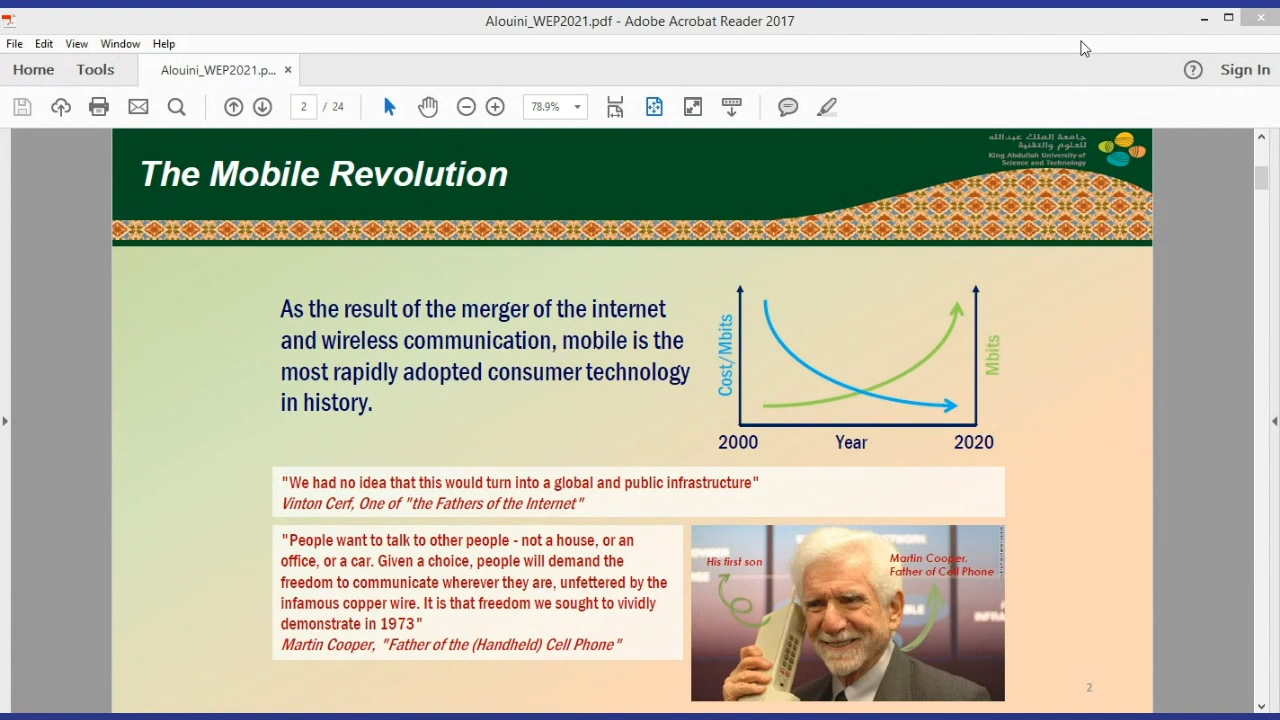 Alouini_WEP2021.pdf - Adobe Acrobat Reader 2017
File Edit View Window Help
Home Tools Alouini_WEP2021.p... × Sign In
2 / 24 78.9%
جامعة الملك عبدالله
للعلوم والتقنية
King Abdullah University of
Science and Technology
The Mobile Revolution
As the result of the merger of the internet
and wireless communication, mobile is the
most rapidly adopted consumer technology
in history.
Cost/Mbits
Mbits
2000 Year 2020
"We had no idea that this would turn into a global and public infrastructure"
Vinton Cerf, One of "the Fathers of the Internet"
"People want to talk to other people - not a house, or an
office, or a car. Given a choice, people will demand the
freedom to communicate wherever they are, unfettered by the
infamous copper wire. It is that freedom we sought to vividly
demonstrate in 1973"
Martin Cooper, "Father of the (Handheld) Cell Phone"
His first son
Martin Cooper,
Father of Cell Phone
2